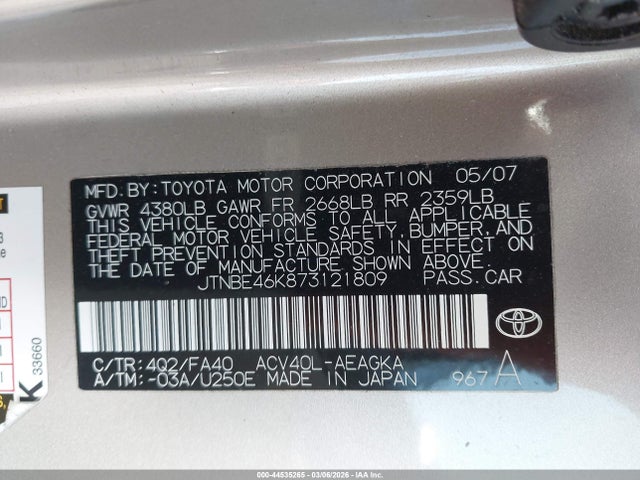 MFD. BY: TOYOTA MOTOR CORPORATION 05/07
GVWR 4380LB GAWR FR 2668LB RR 2359LB
THIS VEHICLE CONFORMS TO ALL APPLICABLE
FEDERAL MOTOR VEHICLE SAFETY, BUMPER, AND
THEFT PREVENTION STANDARDS IN EFFECT ON
THE DATE OF MANUFACTURE SHOWN ABOVE.
JTNBE46K873121809 PASS. CAR
C/TR: 4Q2/FA40 ACV40L-AEAGKA
A/TM: -03A/U250E MADE IN JAPAN 967 A
K 33660
000-44535265 - 03/06/2026 - IAAI.COM